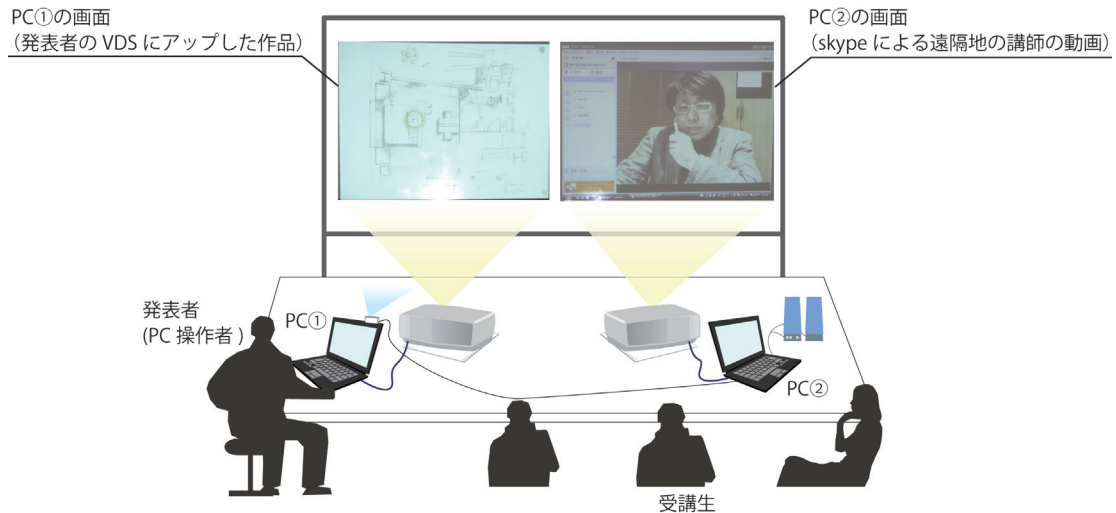 PC①の画面
（発表者の VDS にアップした作品）
PC②の画面
（skype による遠隔地の講師の動画）
発表者
(PC 操作者 )
PC①
PC②
受講生